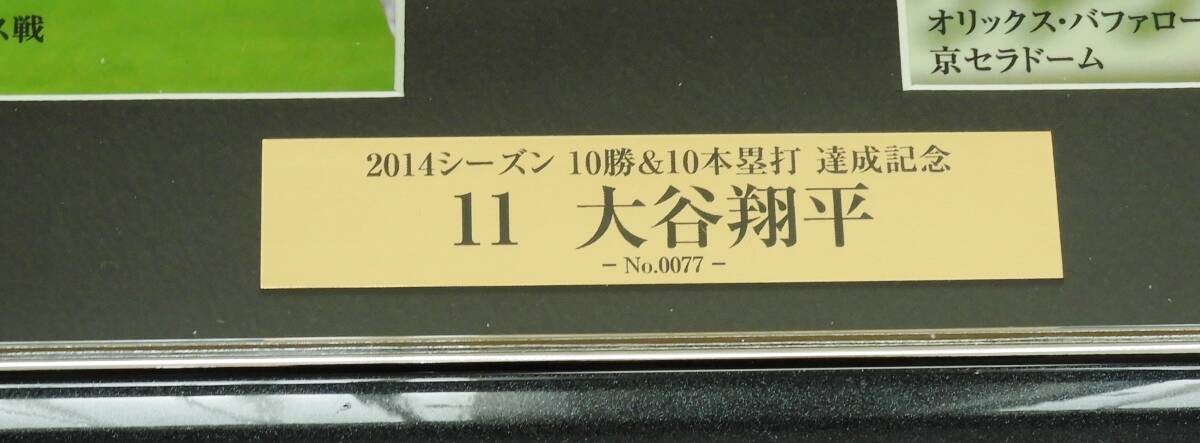 ス戦
オリックス・バファロー
京セラドーム
2014シーズン 10勝&10本塁打 達成記念
11 大谷翔平
– No.0077 –